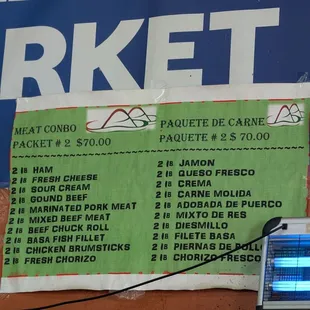 RKET
MEAT CONBO
PACKET # 2 $70.00
2 lb HAM
2 lb FRESH CHEESE
2 lb SOUR CREAM
2 lb GOUND BEEF
2 lb MARINATED PORK MEAT
2 lb MIXED BEEF MEAT
2 lb BEEF CHUCK ROLL
2 lb BASA FISH FILLET
2 lb CHICKEN BRUMSTICKS
2 lb FRESH CHORIZO
PAQUETE DE CARNE
PAQUETE # 2 $ 70.00
2 lb JAMON
2 lb QUESO FRESCO
2 lb CREMA
2 lb CARNE MOLIDA
2 lb ADOBADA DE PUERCO
2 lb MIXTO DE RES
2 lb DIESMILLO
2 lb FILETE BASA
2 lb PIERNAS DE POLLO
2 lb CHORIZO FRESCO